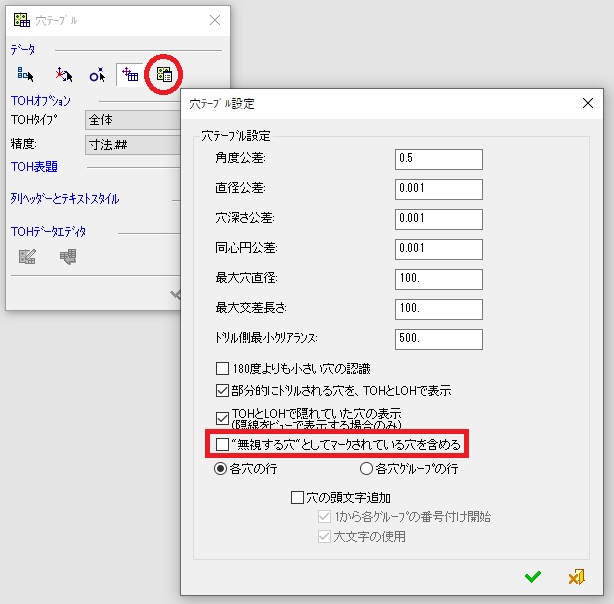 穴テーブル
データ
TOHオプション
TOHタイプ 全体
精度: 寸法.##
TOH表題
列ヘッダーとテキストスタイル
TOHデータエディタ
穴テーブル設定
穴テーブル設定
角度公差: 0.5
直径公差: 0.001
穴深さ公差: 0.001
同心円公差: 0.001
最大穴直径: 100.
最大交差長さ: 100.
ドリル側最小クリアランス: 500.
180度よりも小さい穴の認識
部分的にドリルされる穴を、TOHとLOHで表示
TOHとLOHで隠れていた穴の表示
(隠線をビューで表示する場合のみ)
"無視する穴"としてマークされている穴を含める
各穴の行 各穴グループの行
穴の頭文字追加
1から各グループの番号付け開始
大文字の使用